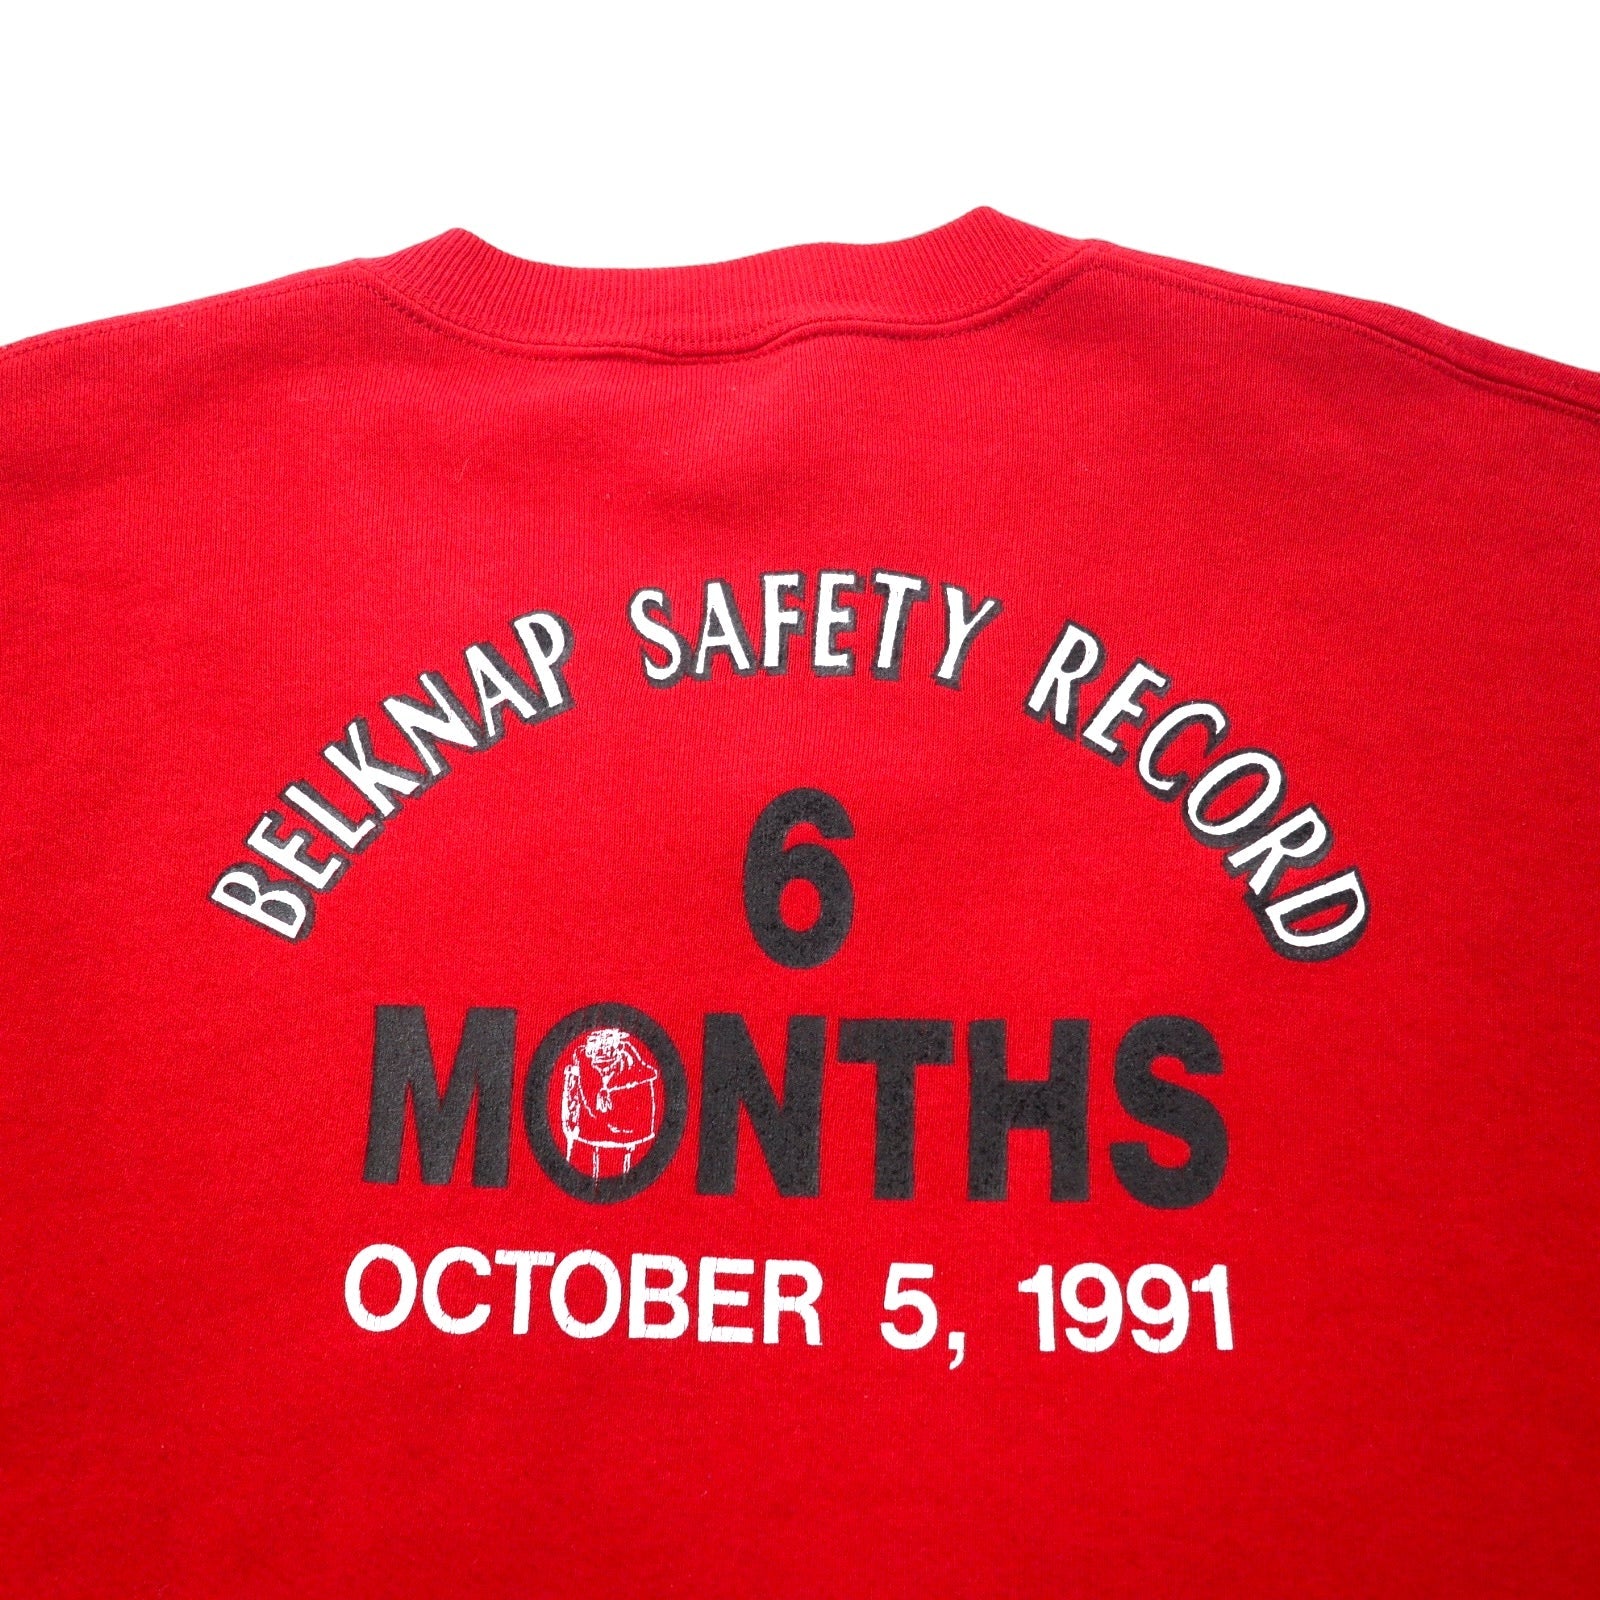 BELKNAP SAFETY RECORD
6
MONTHS
OCTOBER 5, 1991